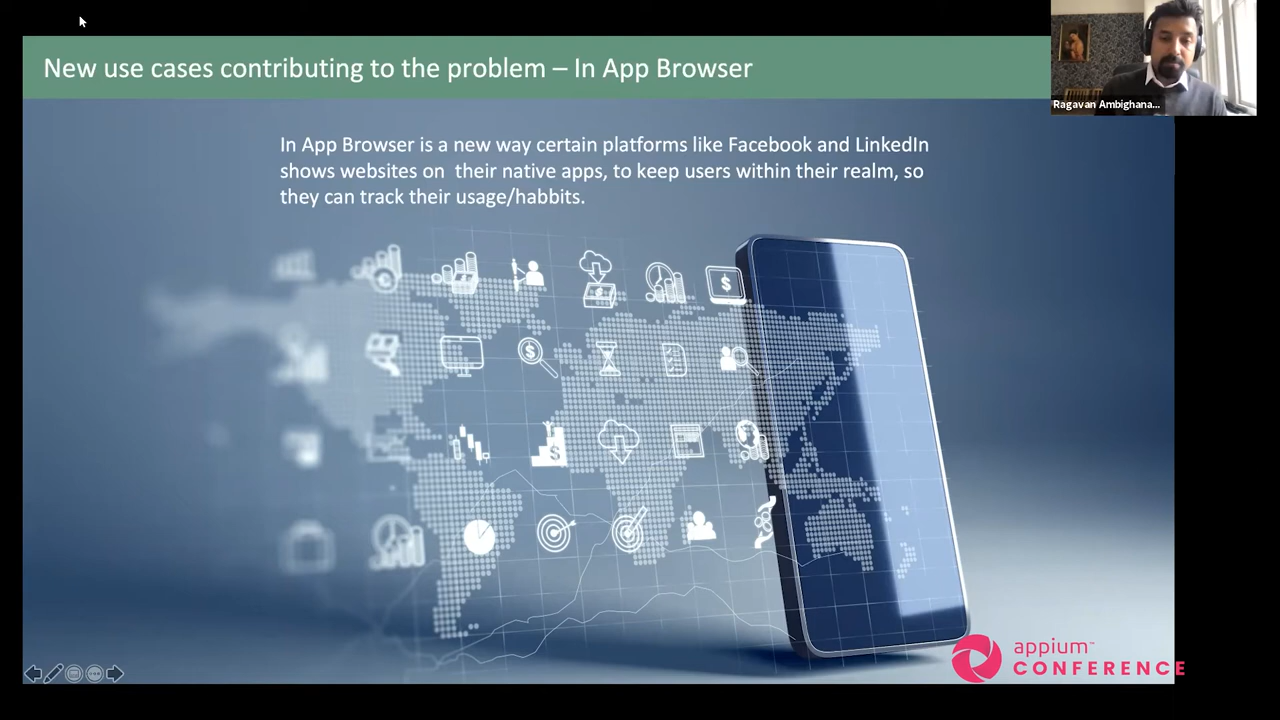 New use cases contributing to the problem – In App Browser
Ragavan Ambighana...
In App Browser is a new way certain platforms like Facebook and LinkedIn
shows websites on their native apps, to keep users within their realm, so
they can track their usage/habbits.
appium™
CONFERENCE